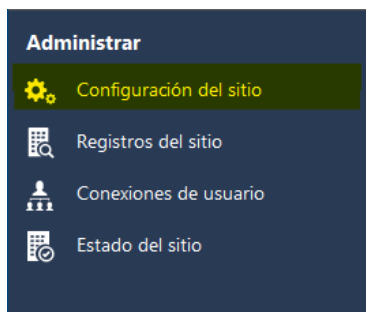 Administrar
Configuración del sitio
Registros del sitio
Conexiones de usuario
Estado del sitio